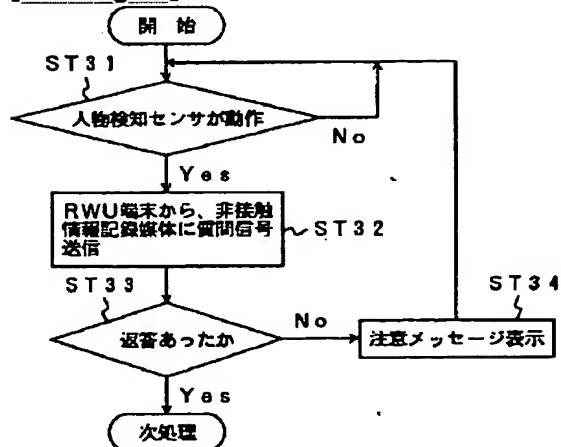 開 始
ST31
人物検知センサが動作
No
Yes
RWU端末から、非接触
情報記録媒体に質問信号
送信
ST32
ST33
ST34
返答あったか
No
注意メッセージ表示
Yes
次処理